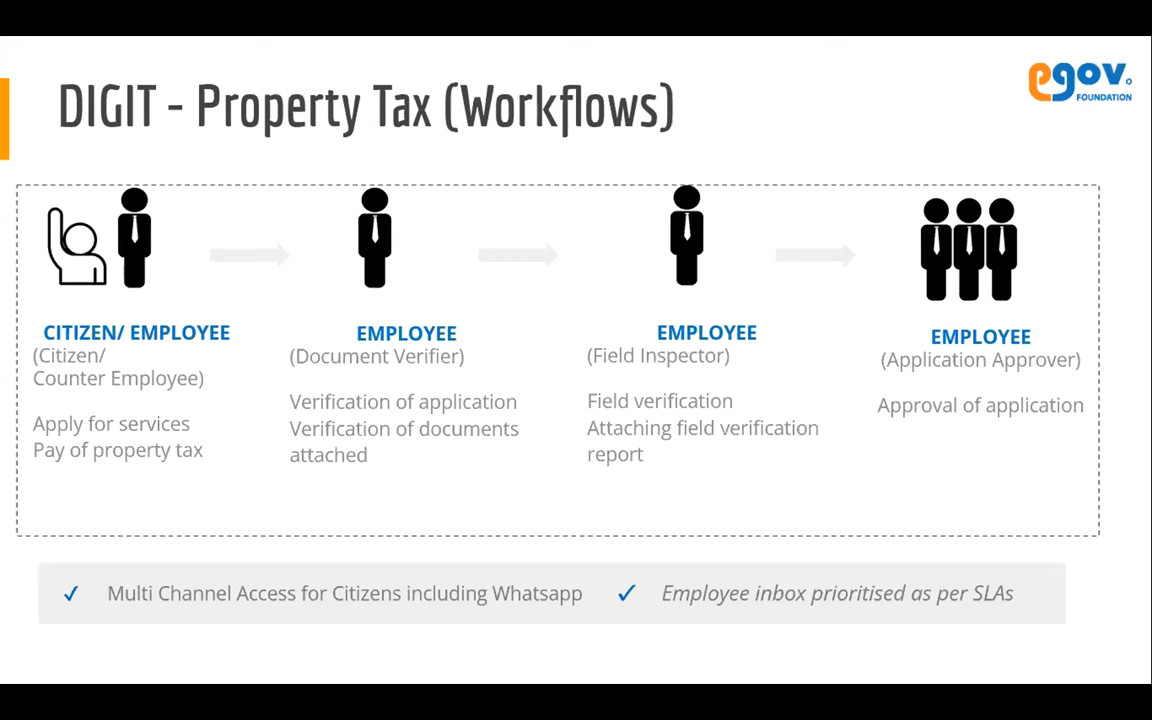 egov.
FOUNDATION
DIGIT - Property Tax (Workflows)
CITIZEN/ EMPLOYEE
(Citizen/
Counter Employee)
Apply for services
Pay of property tax
EMPLOYEE
(Document Verifier)
Verification of application
Verification of documents
attached
EMPLOYEE
(Field Inspector)
Field verification
Attaching field verification
report
EMPLOYEE
(Application Approver)
Approval of application
✓ Multi Channel Access for Citizens including Whatsapp
✓ Employee inbox prioritised as per SLAs